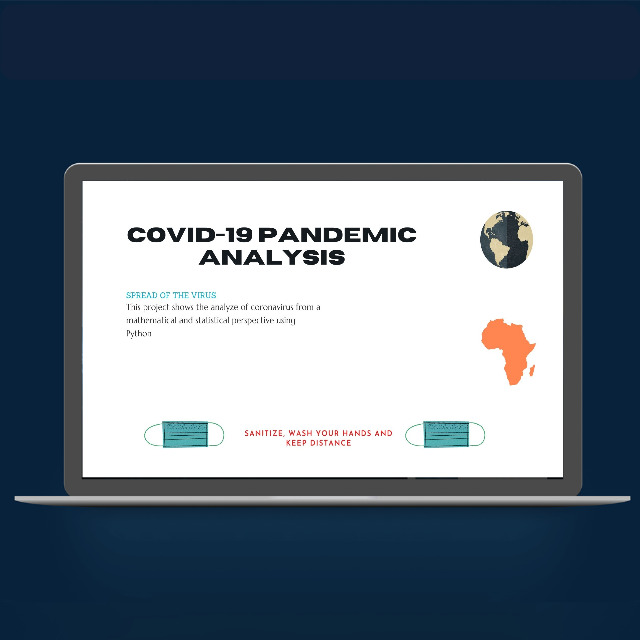 COVID-19 PANDEMIC
ANALYSIS
SPREAD OF THE VIRUS
This project shows the analyze of coronavirus from a
mathematical and statistical perspective using
Python
SANITIZE, WASH YOUR HANDS AND
KEEP DISTANCE